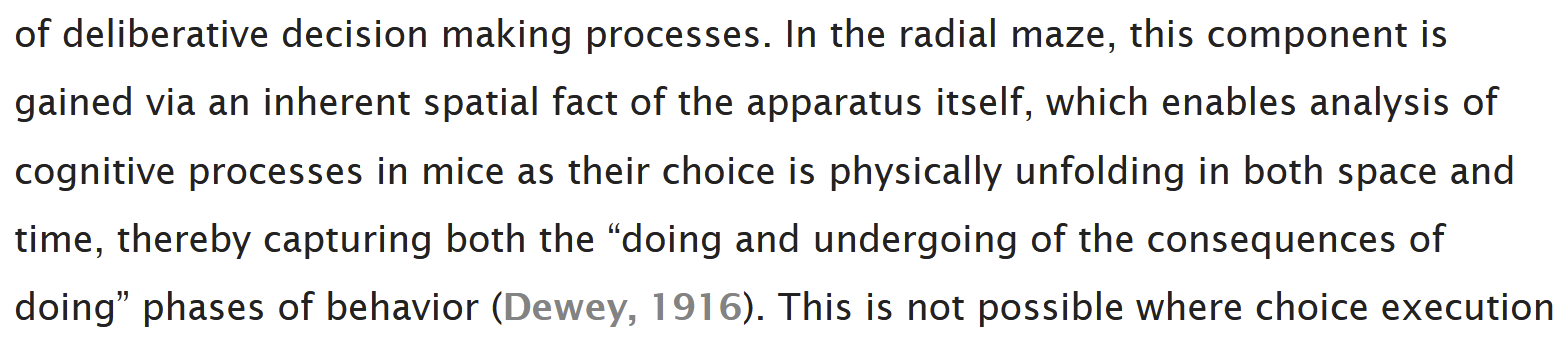 of deliberative decision making processes. In the radial maze, this component is
gained via an inherent spatial fact of the apparatus itself, which enables analysis of
cognitive processes in mice as their choice is physically unfolding in both space and
time, thereby capturing both the “doing and undergoing of the consequences of
doing” phases of behavior (Dewey, 1916). This is not possible where choice execution